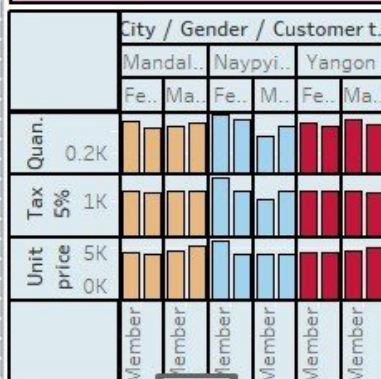 City / Gender / Customer t..
Mandal.. Naypyi.. Yangon
Fe.. Ma.. Fe.. M.. Fe.. Ma..
Quan.
0.2K
Tax 5%
1K
Unit price
5K
0K
Member Member Member Member Member Member